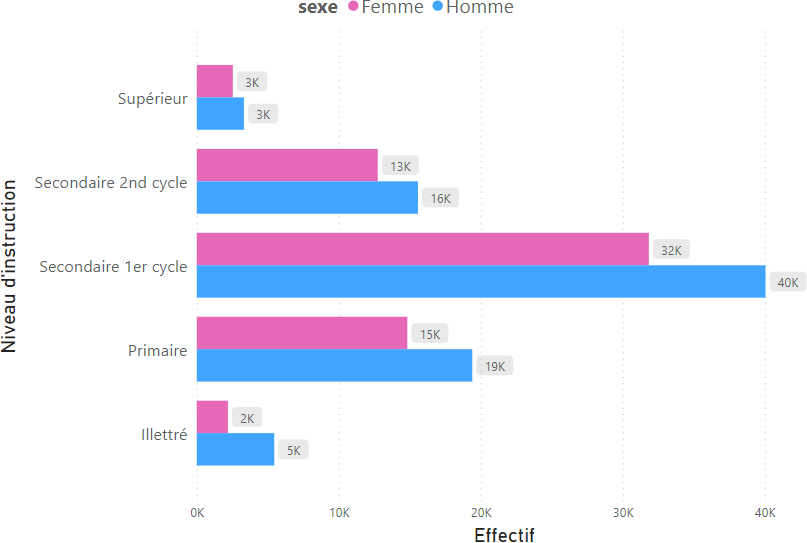 sexe Femme Homme
Supérieur
3K
3K
Secondaire 2nd cycle
13K
16K
Secondaire 1er cycle
32K
40K
Primaire
15K
19K
Illettré
2K
5K
Niveau d'instruction
0K 10K 20K 30K 40K
Effectif